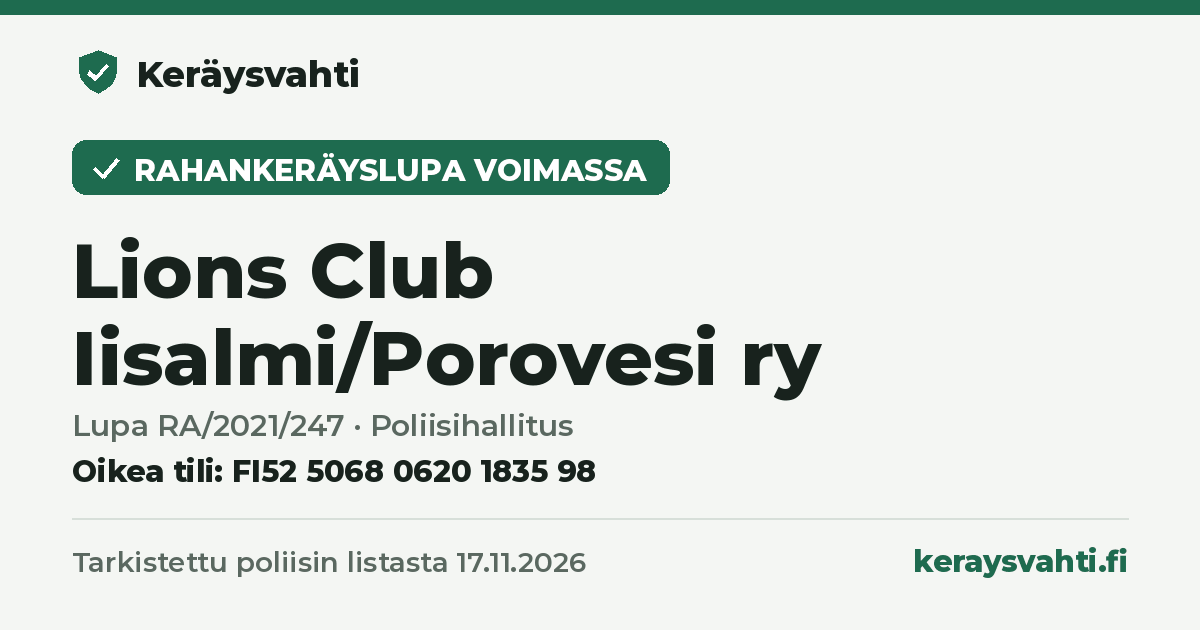 Keräysvahti
RAHANKERÄYSLUPA VOIMASSA
Lions Club
Iisalmi/Porovesi ry
Lupa RA/2021/247 · Poliisihallitus
Oikea tili: FI52 5068 0620 1835 98
Tarkistettu poliisin listasta 17.11.2026
keraysvahti.fi